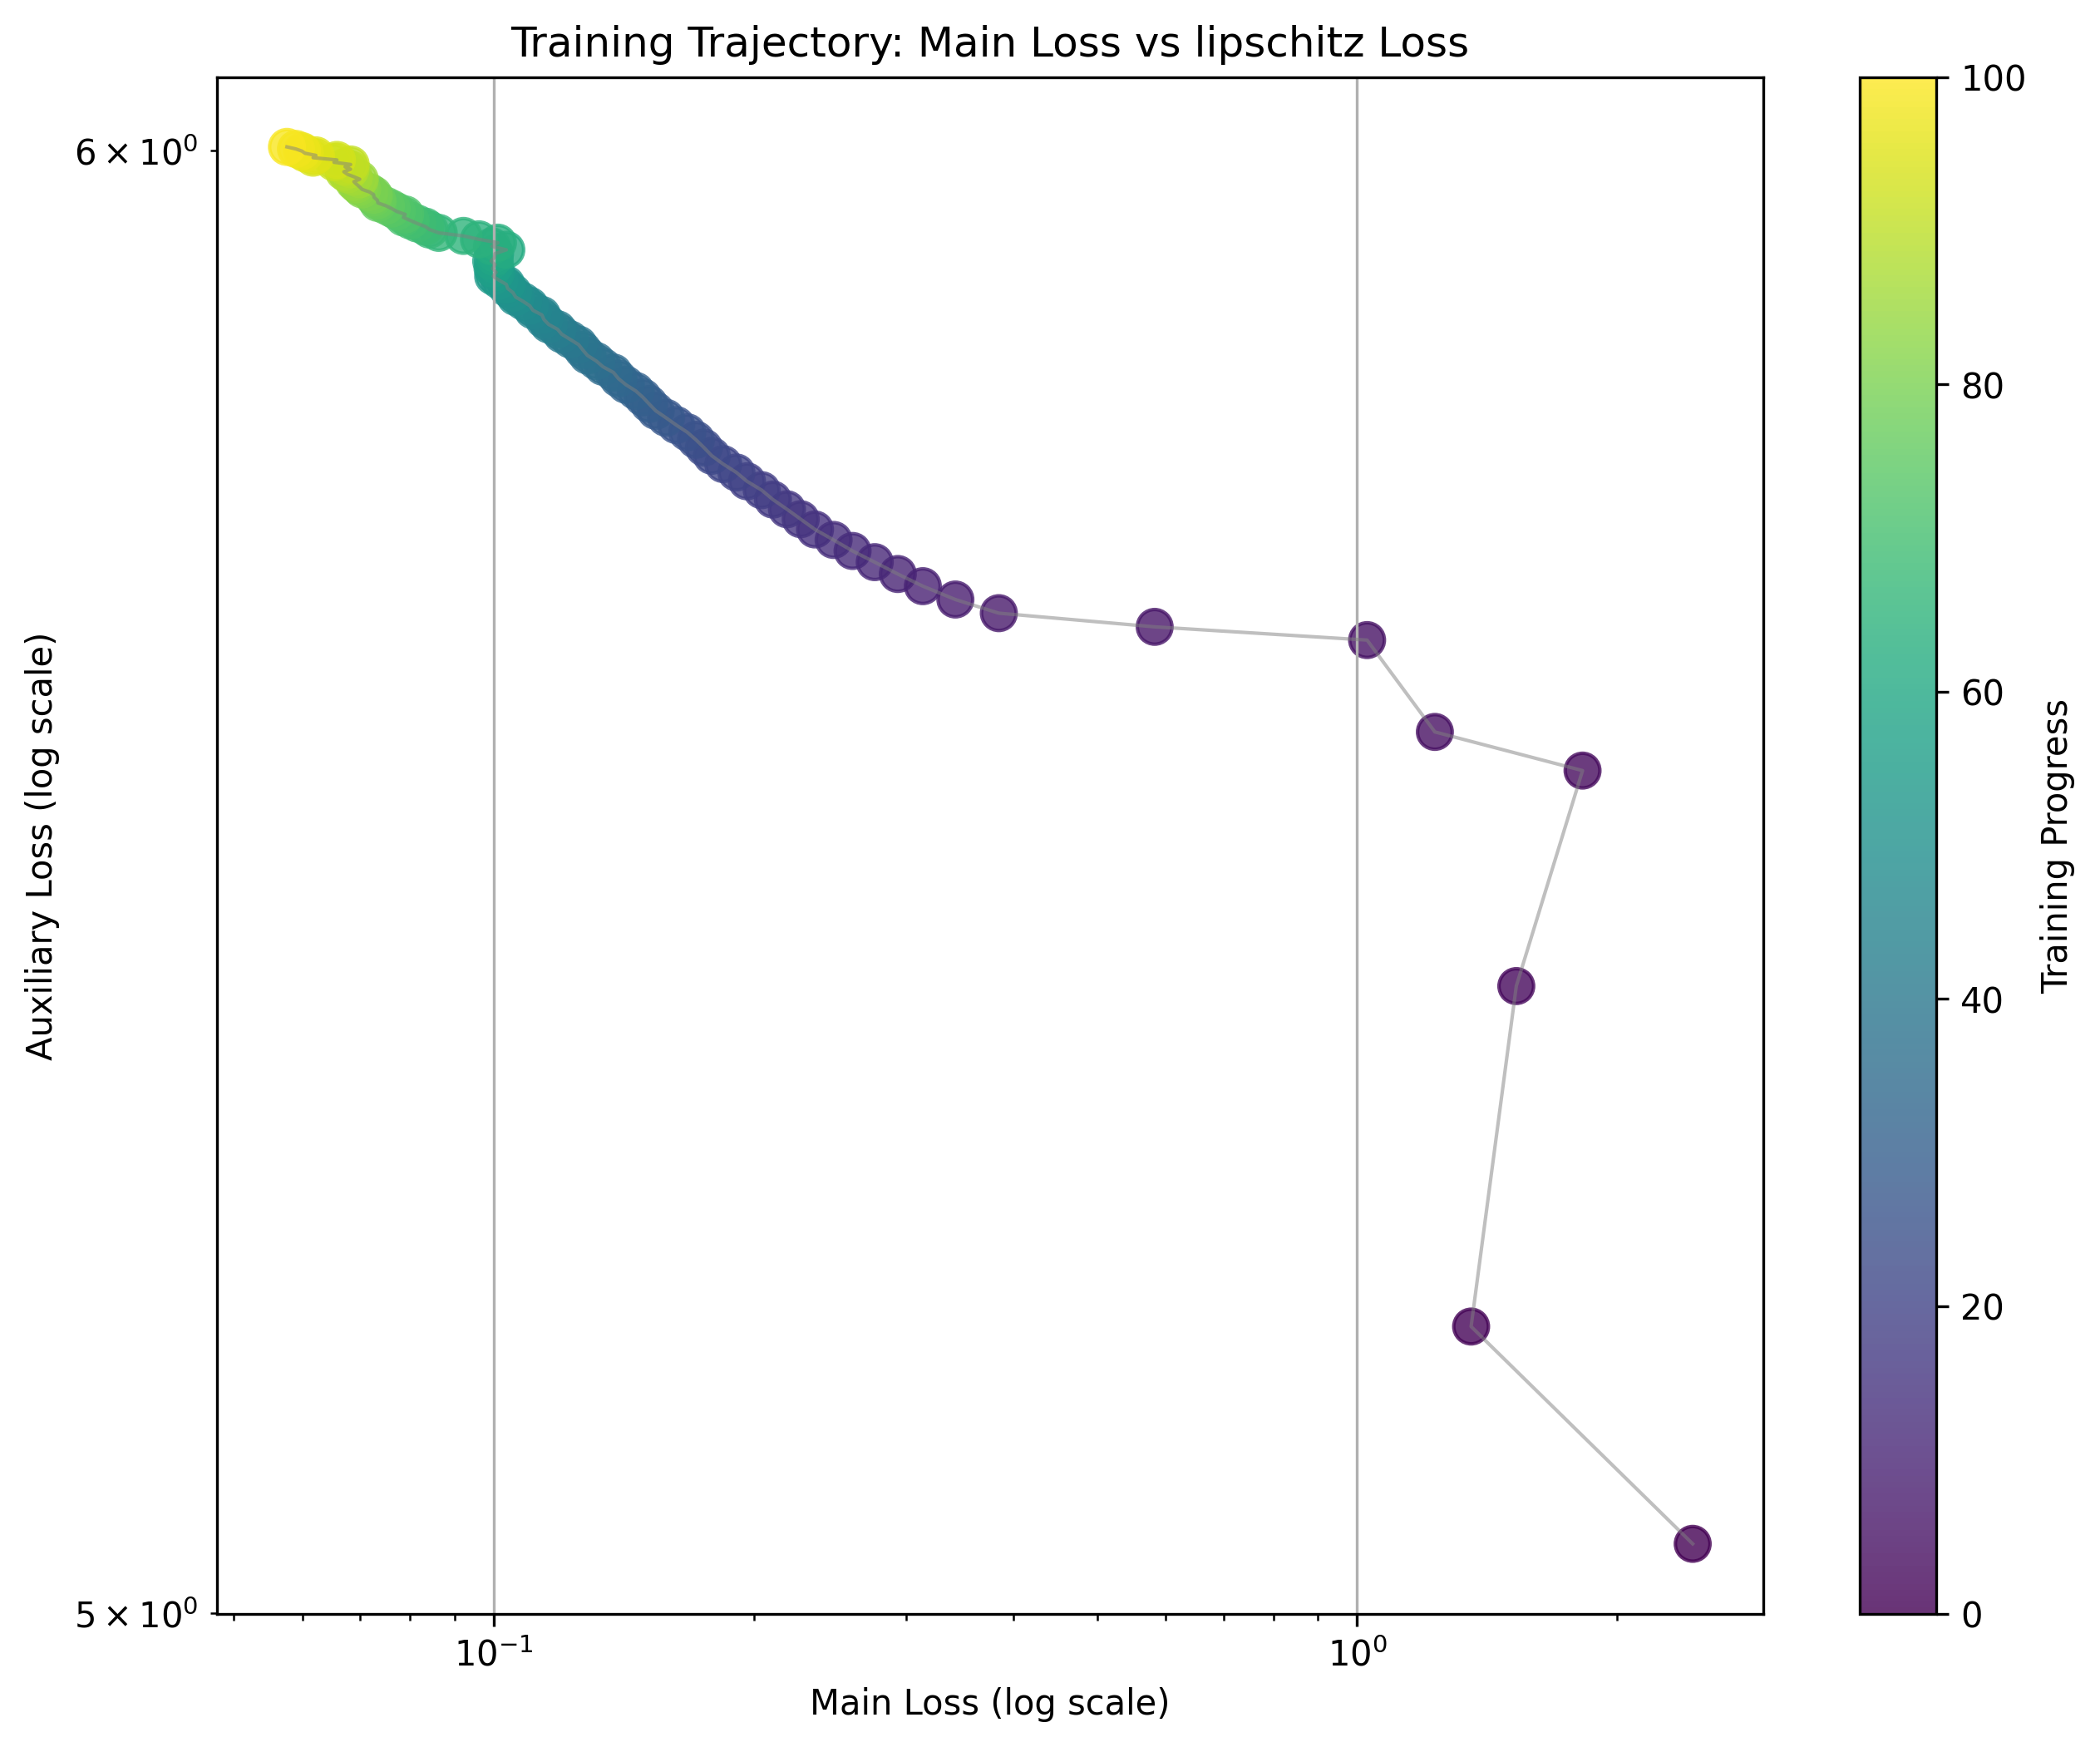 Training Trajectory: Main Loss vs lipschitz Loss
6 × 10⁰
5 × 10⁰
Auxiliary Loss (log scale)
10⁻¹
10⁰
Main Loss (log scale)
100
80
60
40
20
0
Training Progress